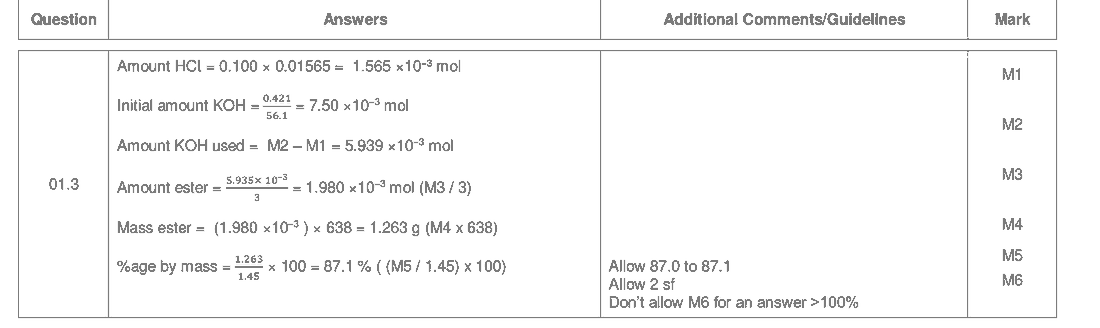 Question Answers Additional Comments/Guidelines Mark
Amount HCl = 0.100 × 0.01565 = 1.565 ×10⁻³ mol M1
Initial amount KOH = 0.421/56.1 = 7.50 ×10⁻³ mol
M2
Amount KOH used = M2 – M1 = 5.939 ×10⁻³ mol
M3
01.3 Amount ester = 5.935× 10⁻³/3 = 1.980 ×10⁻³ mol (M3 / 3)
Mass ester = (1.980 ×10⁻³ ) × 638 = 1.263 g (M4 x 638) M4
M5
%age by mass = 1.263/1.45 × 100 = 87.1 % ( (M5 / 1.45) x 100) Allow 87.0 to 87.1
Allow 2 sf M6
Don't allow M6 for an answer >100%